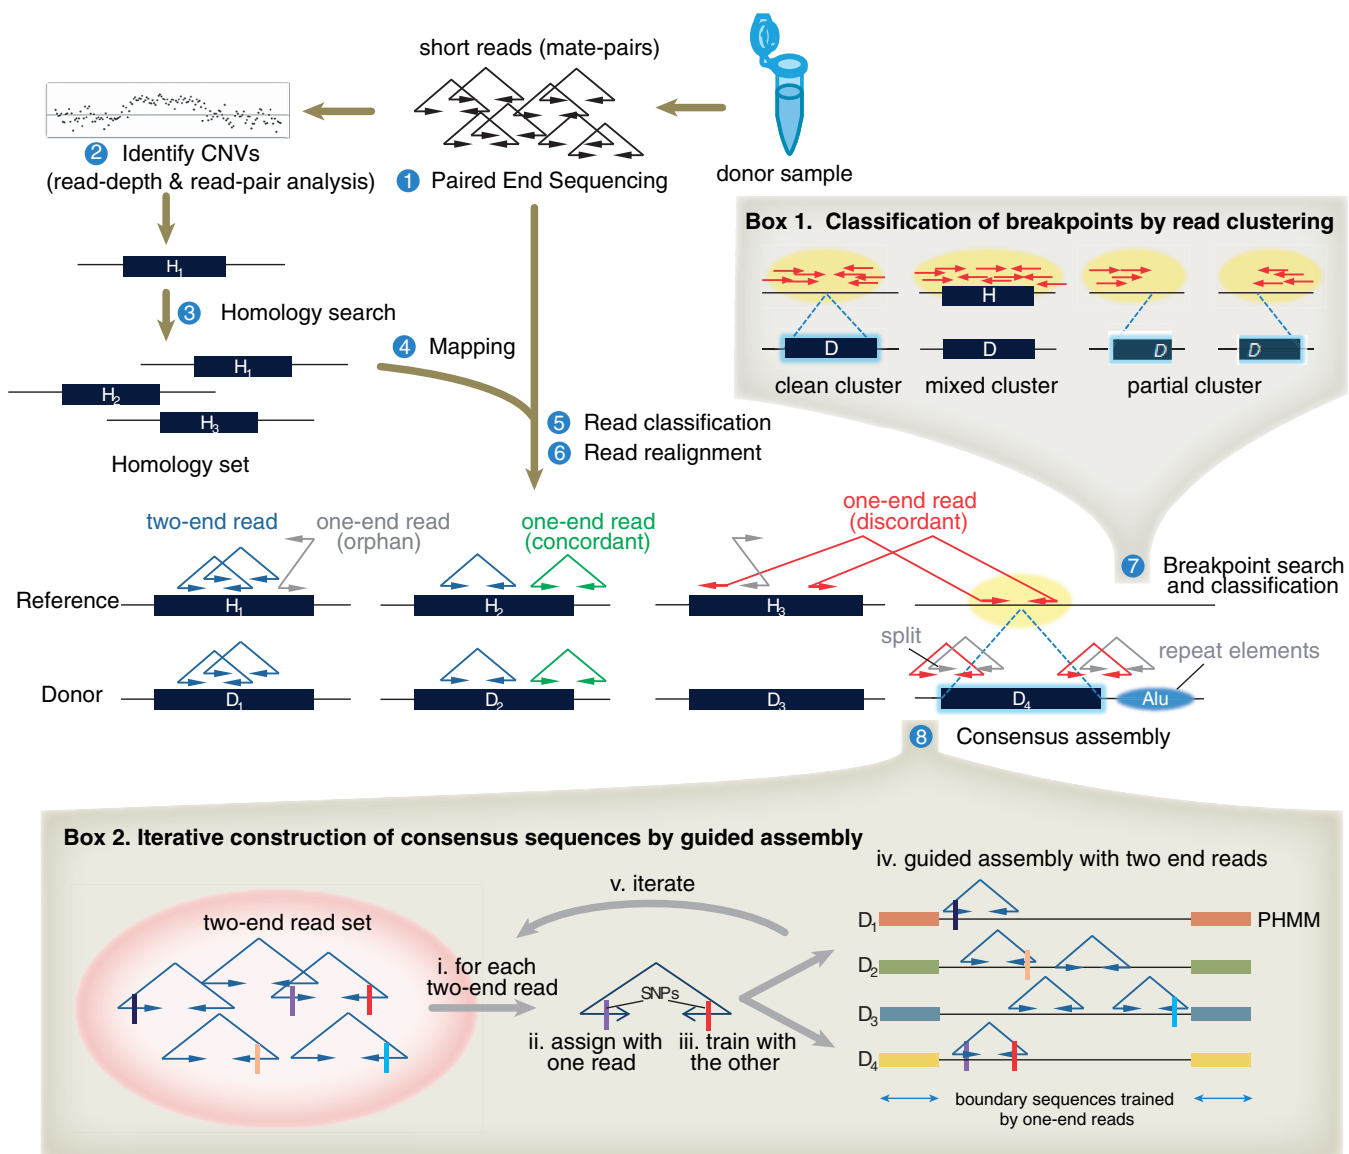 short reads (mate-pairs)
donor sample
1 Paired End Sequencing
2 Identify CNVs
(read-depth & read-pair analysis)
H1
3 Homology search
H1
H2
H3
Homology set
4 Mapping
5 Read classification
6 Read realignment
Box 1. Classification of breakpoints by read clustering
H
D
D
D
D
clean cluster
mixed cluster
partial cluster
7 Breakpoint search
and classification
two-end read
one-end read
(orphan)
one-end read
(concordant)
one-end read
(discordant)
Reference
H1
H2
H3
split
repeat elements
Donor
D1
D2
D3
D4
Alu
8 Consensus assembly
Box 2. Iterative construction of consensus sequences by guided assembly
two-end read set
v. iterate
i. for each
two-end read
SNPs
ii. assign with
one read
iii. train with
the other
iv. guided assembly with two end reads
D1
PHMM
D2
D3
D4
boundary sequences trained
by one-end reads